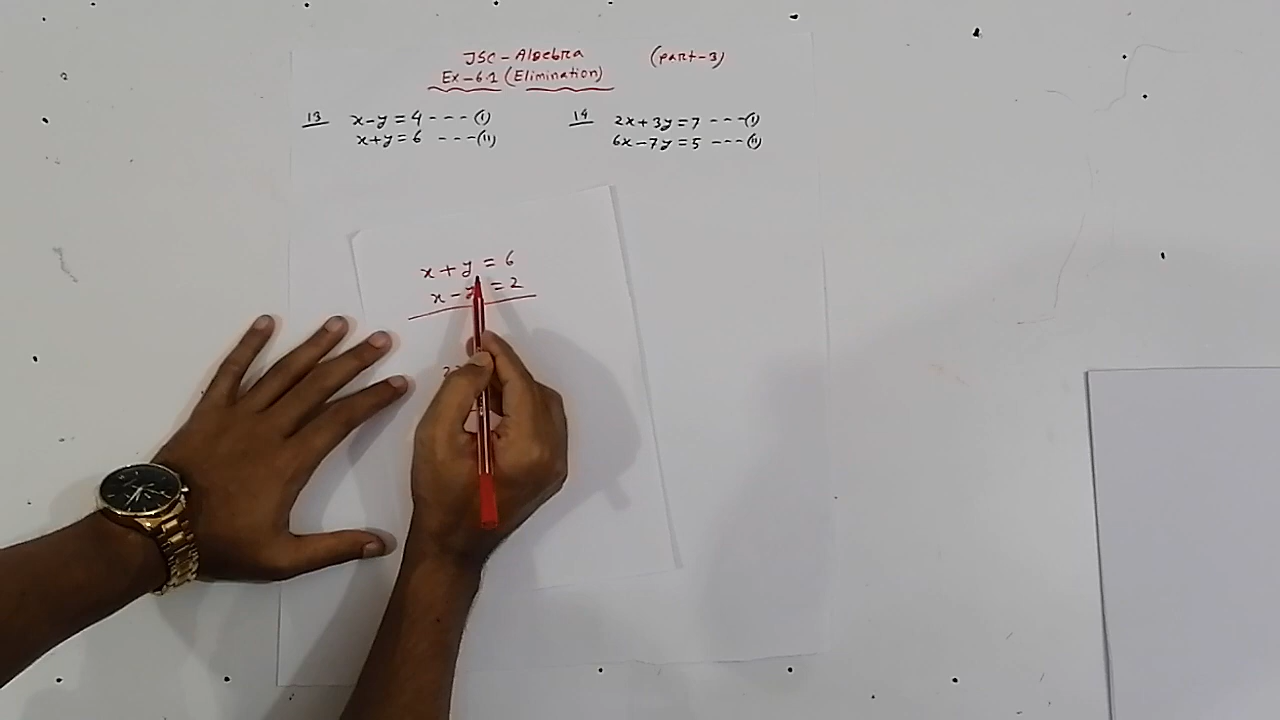 JSC - Algebra (part-3)
Ex-6.1 (Elimination)
13 x-y=4 ---(i)
x+y=6 ---(ii)
14 2x+3y=7 ---(i)
6x-7y=5 ---(ii)
x+y=6
x-y=2